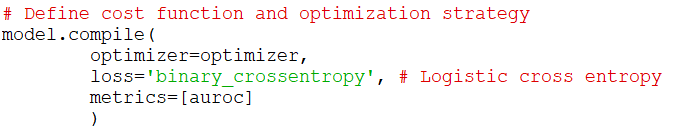 # Define cost function and optimization strategy
model.compile(
        optimizer=optimizer,
        loss='binary_crossentropy', # Logistic cross entropy
        metrics=[auroc]
        )